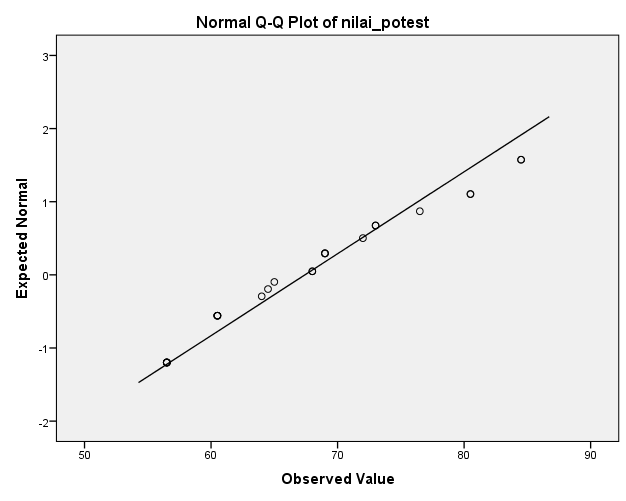 Normal Q-Q Plot of nilai_potest
3
2
1
0
-1
-2
Expected Normal
50 60 70 80 90
Observed Value